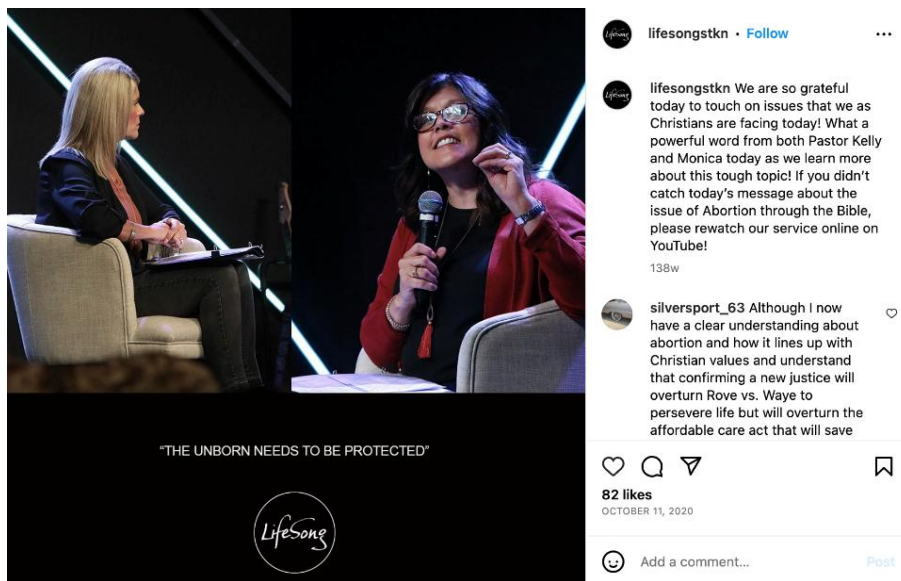 lifesongstkn • Follow
lifesongstkn We are so grateful
today to touch on issues that we as
Christians are facing today! What a
powerful word from both Pastor Kelly
and Monica today as we learn more
about this tough topic! If you didn't
catch today's message about the
issue of Abortion through the Bible,
please rewatch our service online on
YouTube!
138w
silversport_63 Although I now
have a clear understanding about
abortion and how it lines up with
Christian values and understand
that confirming a new justice will
overturn Rove vs. Waye to
persevere life but will overturn the
affordable care act that will save
82 likes
OCTOBER 11, 2020
Add a comment...
Post
"THE UNBORN NEEDS TO BE PROTECTED"
LifeSong